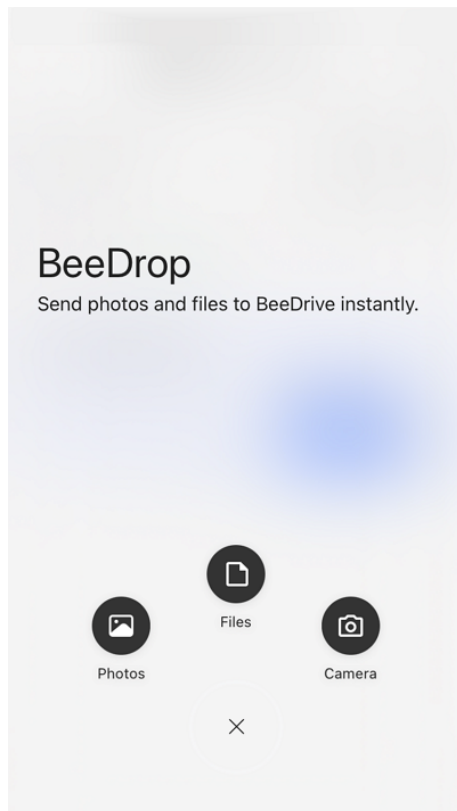 BeeDrop
Send photos and files to BeeDrive instantly.
Files
Photos
Camera